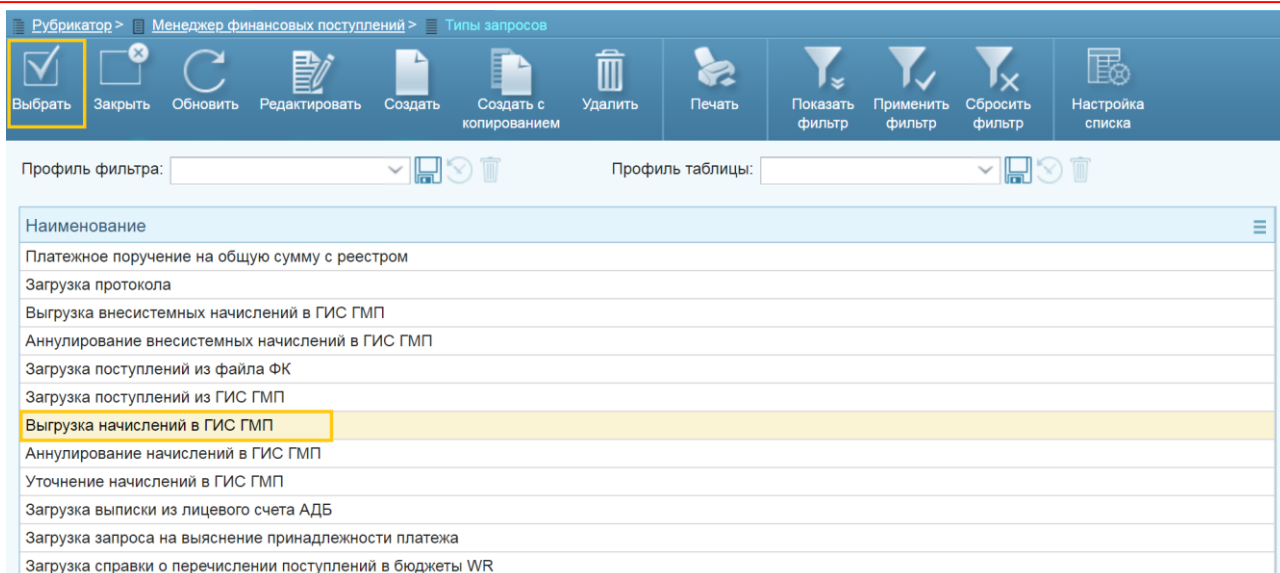 Рубрикатор > Менеджер финансовых поступлений > Типы запросов
Выбрать Закрыть Обновить Редактировать Создать Создать с копированием Удалить Печать Показать фильтр Применить фильтр Сбросить фильтр Настройка списка
Профиль фильтра: Профиль таблицы:
Наименование
Платежное поручение на общую сумму с реестром
Загрузка протокола
Выгрузка внесистемных начислений в ГИС ГМП
Аннулирование внесистемных начислений в ГИС ГМП
Загрузка поступлений из файла ФК
Загрузка поступлений из ГИС ГМП
Выгрузка начислений в ГИС ГМП
Аннулирование начислений в ГИС ГМП
Уточнение начислений в ГИС ГМП
Загрузка выписки из лицевого счета АДБ
Загрузка запроса на выяснение принадлежности платежа
Загрузка справки о перечислении поступлений в бюджеты WR